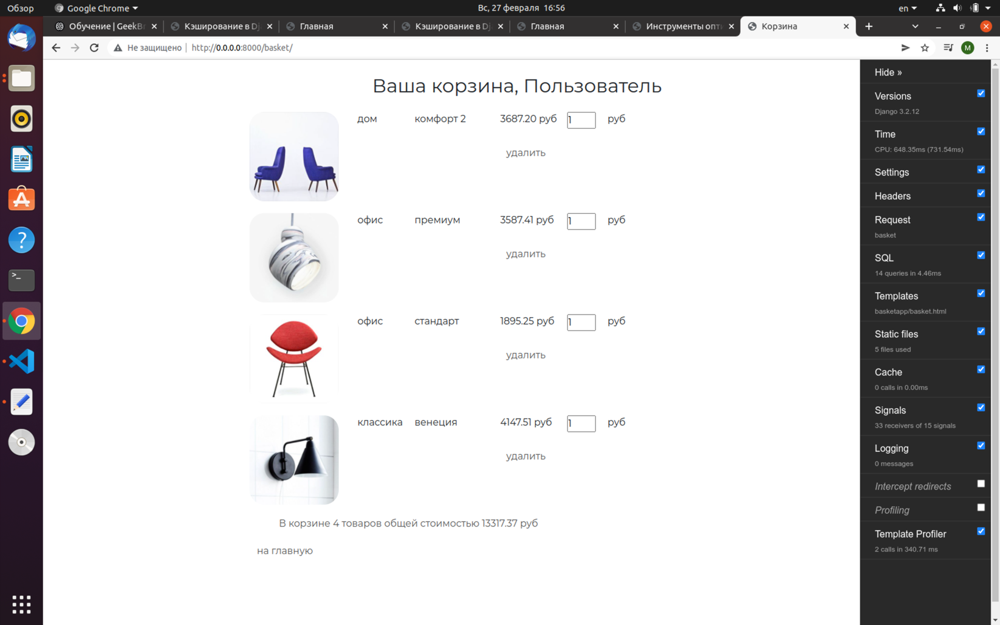 Обзор
Google Chrome
Вс, 27 февраля 16:56
en
Обучение | GeekBr
Кэширование в Dj
Главная
Кэширование в Dj
Главная
Инструменты опти
Корзина
Не защищено
http://0.0.0.0:8000/basket/
M
Ваша корзина, Пользователь
дом комфорт 2 3687.20 руб 1 руб
удалить
офис премиум 3587.41 руб 1 руб
удалить
офис стандарт 1895.25 руб 1 руб
удалить
классика венеция 4147.51 руб 1 руб
удалить
В корзине 4 товаров общей стоимостью 13317.37 руб
на главную
Hide »
Versions
Django 3.2.12
Time
CPU: 648.35ms (731.54ms)
Settings
Headers
Request
basket
SQL
14 queries in 4.46ms
Templates
basketapp/basket.html
Static files
5 files used
Cache
0 calls in 0.00ms
Signals
33 receivers of 15 signals
Logging
0 messages
Intercept redirects
Profiling
Template Profiler
2 calls in 340.71 ms